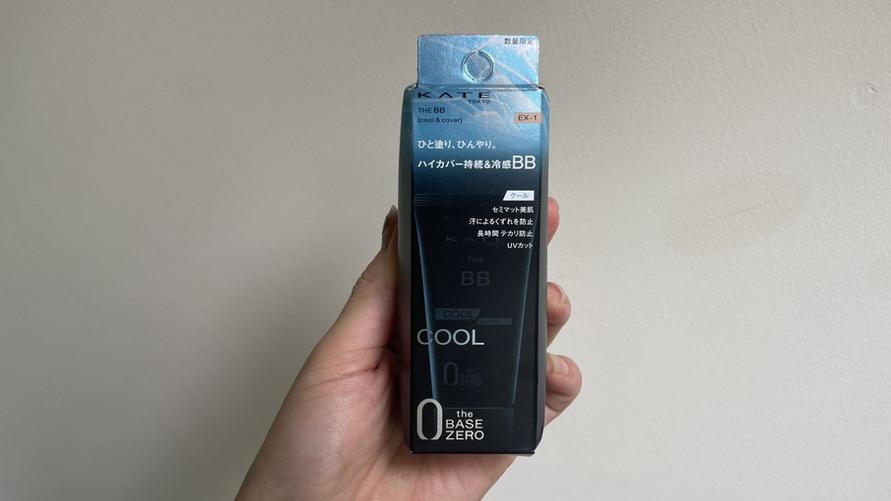 数量限定
KATE
TOKYO
THE BB
(cool & cover)
EX-1
ひと塗り、ひんやり。
ハイカバー持続&冷感BB
クール
セミマット美肌
汗によるくずれを防止
長時間 テカリ防止
UVカット
KATE
THE
BB
COOL
COOL
0 the
BASE
ZERO
0 the
BASE
ZERO